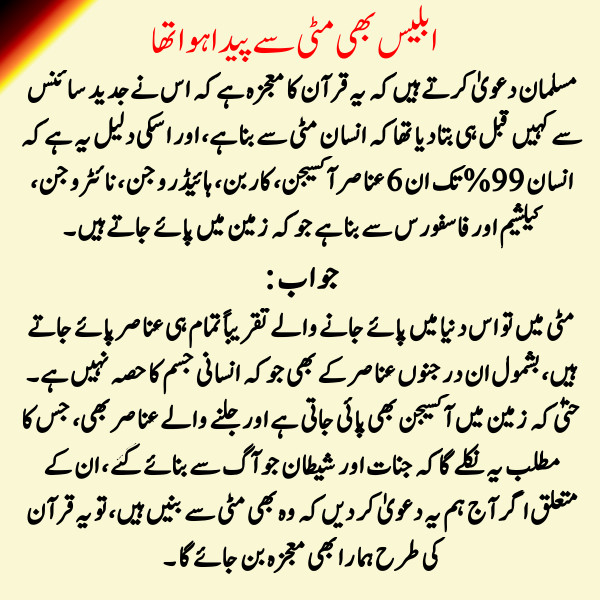 ابلیس بھی مٹی سے پیدا ہوا تھا
مسلمان دعویٰ کرتے ہیں کہ یہ قرآن کا معجزہ ہے کہ اس نے جدید سائنس
سے کہیں قبل ہی بتا دیا تھا کہ انسان مٹی سے بنا ہے، اور اسکی دلیل یہ ہے کہ
انسان 99% تک ان 6 عناصر آکسیجن، کاربن، ہائیڈروجن، نائٹروجن،
کیلشیم اور فاسفورس سے بنا ہے جو کہ زمین میں پائے جاتے ہیں۔
جواب:
مٹی میں تو اس دنیا میں پائے جانے والے تقریباً تمام ہی عناصر پائے جاتے
ہیں، بشمول ان درجنوں عناصر کے بھی جو کہ انسانی جسم کا حصہ نہیں ہے۔
حتیٰ کہ زمین میں آکسیجن بھی پائی جاتی ہے اور جلنے والے عناصر بھی، جس کا
مطلب یہ نکلے گا کہ جنات اور شیطان جو آگ سے بنائے گئے، ان کے
متعلق اگر آج ہم یہ دعویٰ کر دیں کہ وہ بھی مٹی سے بنیں ہیں، تو یہ قرآن
کی طرح ہمارا بھی معجزہ بن جائے گا۔